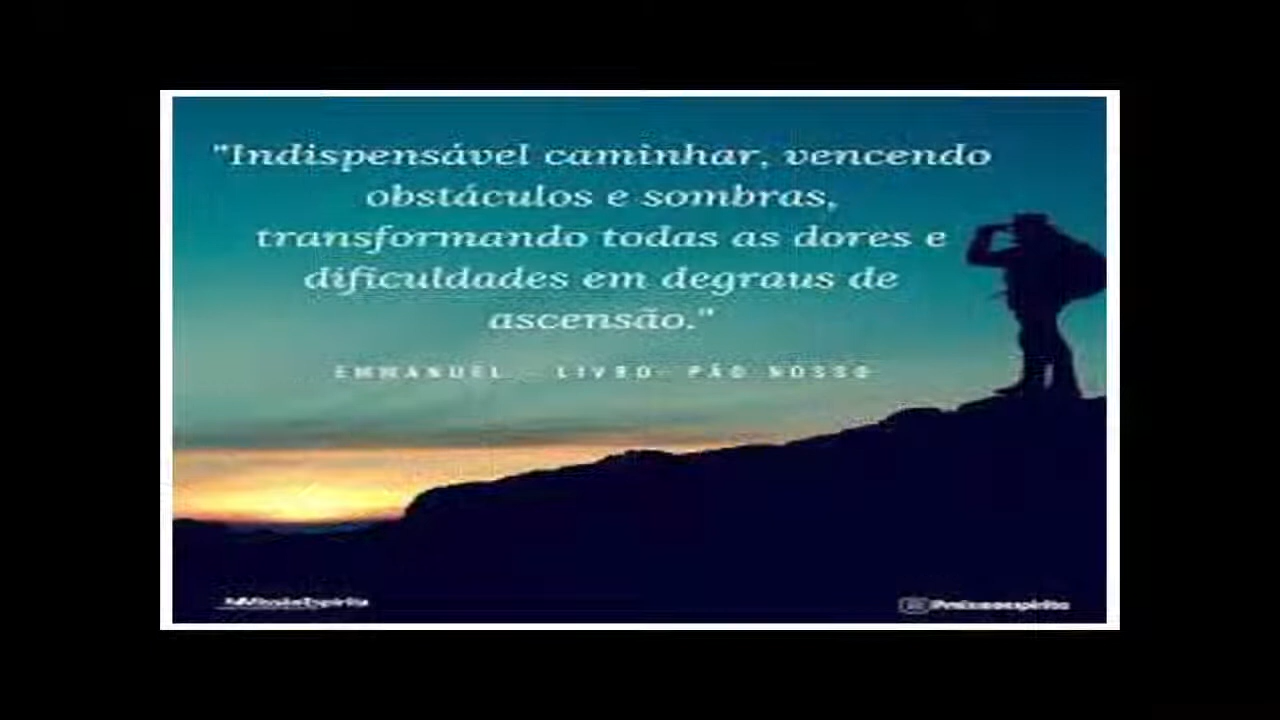 "Indispensável caminhar, vencendo
obstáculos e sombras,
transformando todas as dores e
dificuldades em degraus de
ascensão."
EMMANUEL - LIVRO: PÃO NOSSO